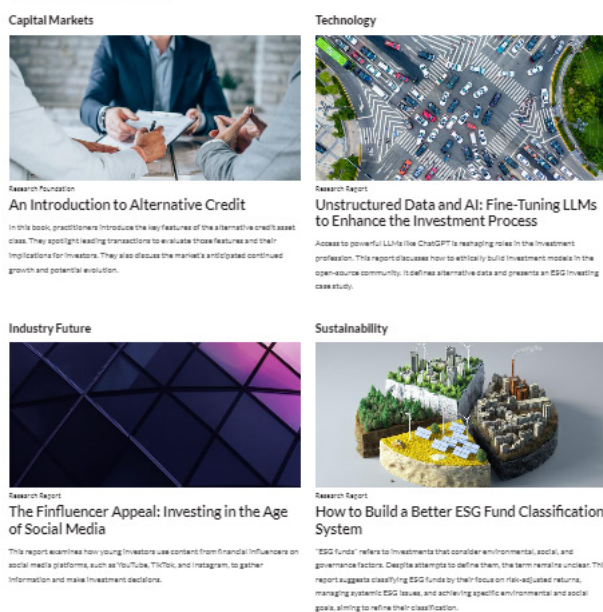 Capital Markets
Research Foundation
An Introduction to Alternative Credit
In this book, practitioners introduce the key features of the alternative credit asset
class. They spotlight leading transactions to evaluate those features and their
implications for investors. They also discuss the market's anticipated continued
growth and potential evolution.
Technology
Research Report
Unstructured Data and AI: Fine-Tuning LLMs
to Enhance the Investment Process
Access to powerful LLMs like ChatGPT is reshaping roles in the investment
profession. This report discusses how to ethically build investment models in the
open-source community. It defines alternative data and presents an ESG investing
case study.
Industry Future
Research Report
The Finfluencer Appeal: Investing in the Age
of Social Media
This report examines how young investors use content from financial influencers on
social media platforms, such as YouTube, TikTok, and Instagram, to gather
information and make investment decisions.
Sustainability
Research Report
How to Build a Better ESG Fund Classification
System
"ESG funds" refers to investments that consider environmental, social, and
governance factors. Despite attempts to define them, the term remains unclear. Thi
report suggests classifying ESG funds by their focus on risk-adjusted returns,
managing systemic ESG issues, and achieving specific environmental and social
goals, aiming to refine their classification.